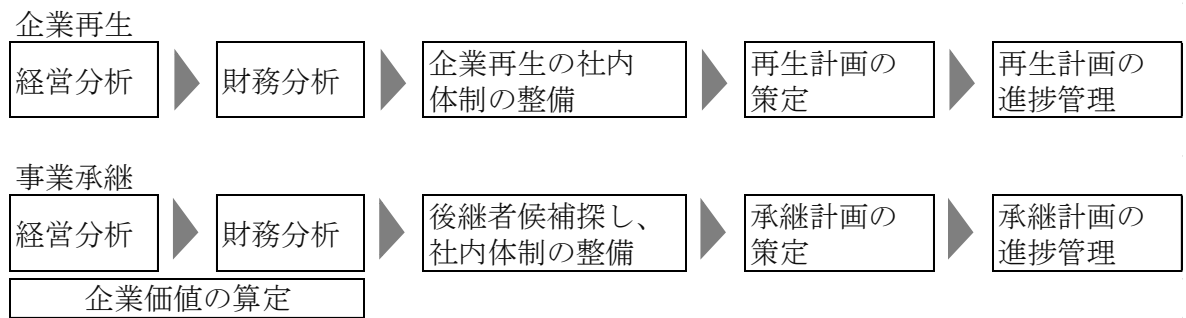 企業再生
経営分析
財務分析
企業再生の社内
体制の整備
再生計画の
策定
再生計画の
進捗管理
事業承継
経営分析
財務分析
後継者候補探し、
社内体制の整備
承継計画の
策定
承継計画の
進捗管理
企業価値の算定